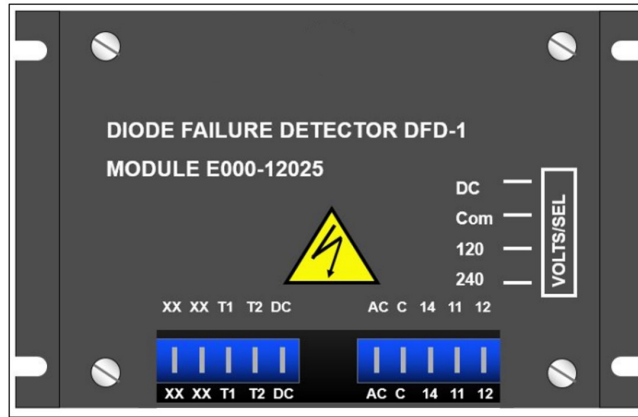 DIODE FAILURE DETECTOR DFD-1
MODULE E000-12025
DC
Com
120
240
VOLTS/SEL
XX XX T1 T2 DC
AC C 14 11 12
XX XX T1 T2 DC
AC C 14 11 12